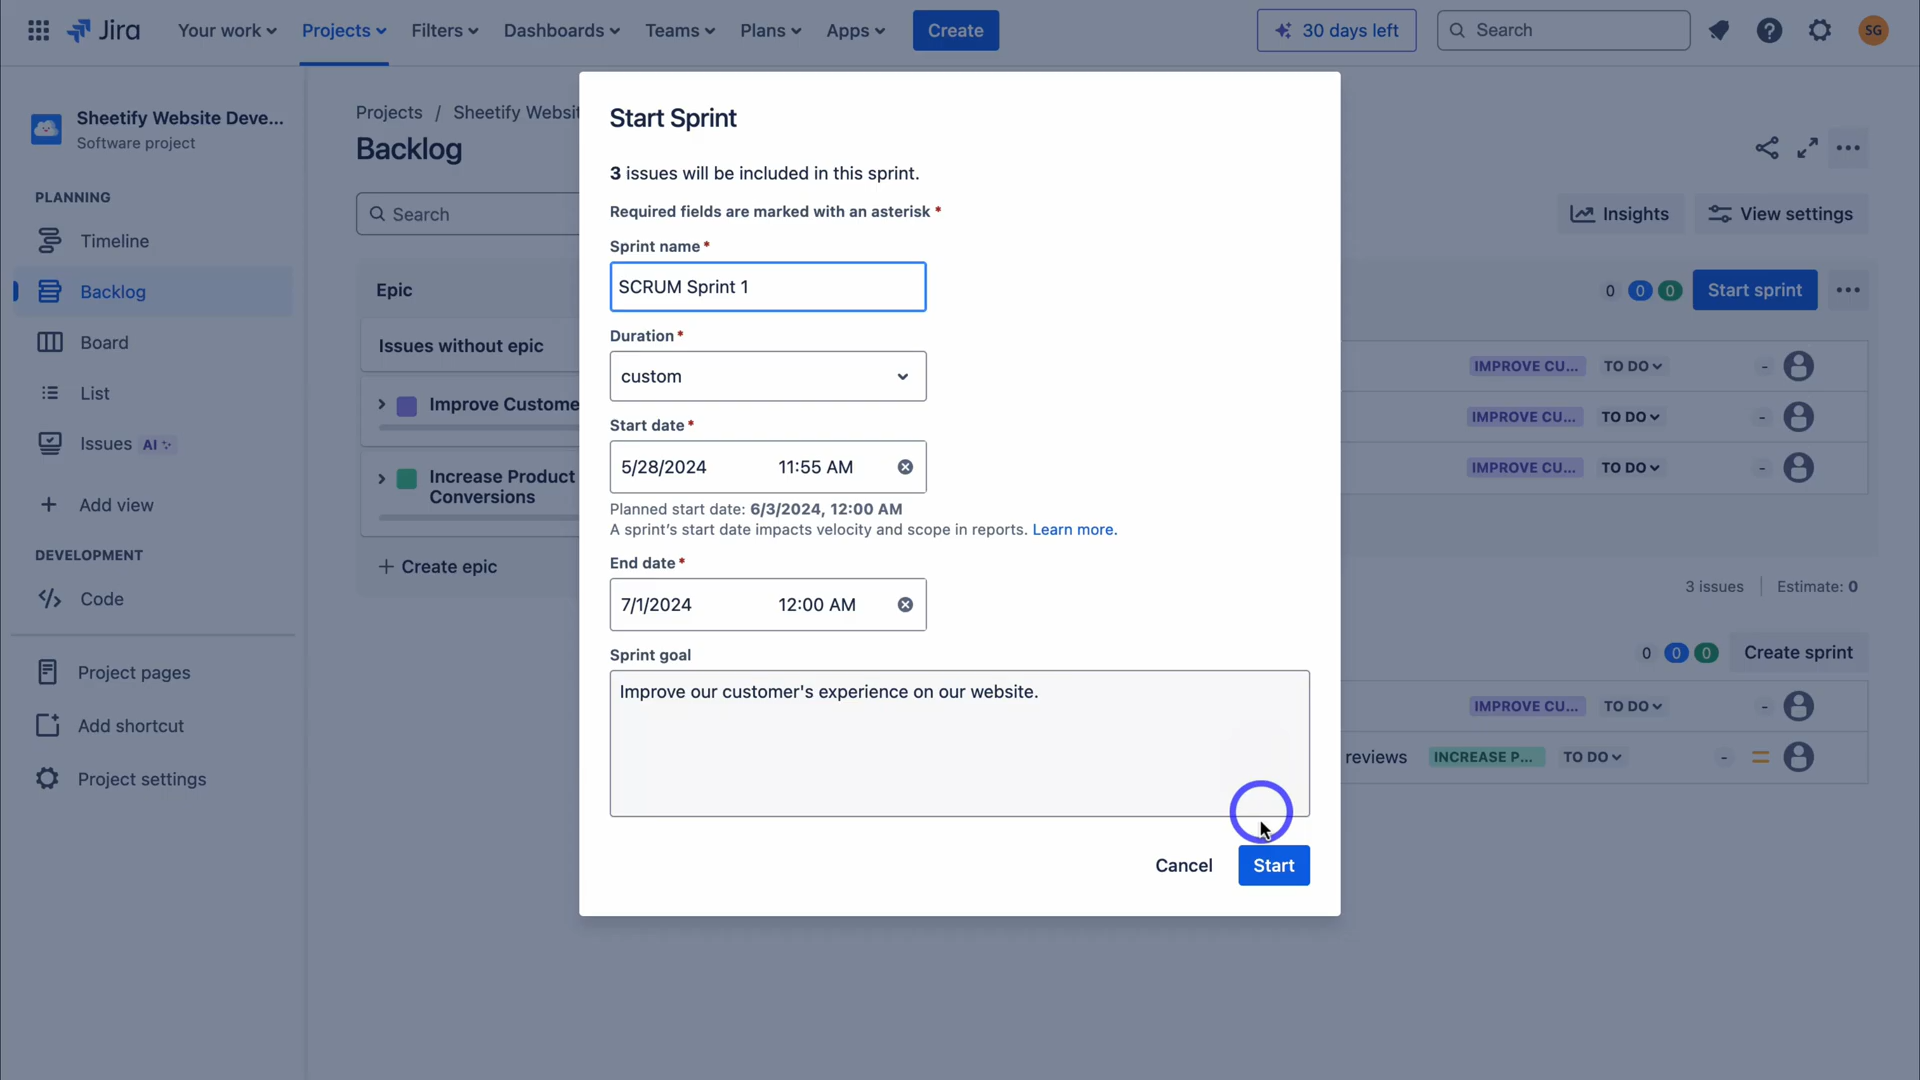 Jira
Your work
Projects
Filters
Dashboards
Teams
Plans
Apps
Create
30 days left
Search
SG
Sheetify Website Deve...
Software project
PLANNING
Timeline
Backlog
Board
List
Issues AI
Add view
DEVELOPMENT
Code
Project pages
Add shortcut
Project settings
Projects / Sheetify Websit
Backlog
Search
Epic
Issues without epic
Improve Custome
Increase Product
Conversions
+ Create epic
Start Sprint
3 issues will be included in this sprint.
Required fields are marked with an asterisk *
Sprint name *
SCRUM Sprint 1
Duration *
custom
Start date *
5/28/2024 11:55 AM
Planned start date: 6/3/2024, 12:00 AM
A sprint's start date impacts velocity and scope in reports. Learn more.
End date *
7/1/2024 12:00 AM
Sprint goal
Improve our customer's experience on our website.
Cancel
Start
Insights
View settings
0 0 0 Start sprint
IMPROVE CU... TO DO -
IMPROVE CU... TO DO -
IMPROVE CU... TO DO -
3 issues Estimate: 0
0 0 0 Create sprint
IMPROVE CU... TO DO -
reviews INCREASE P... TO DO -